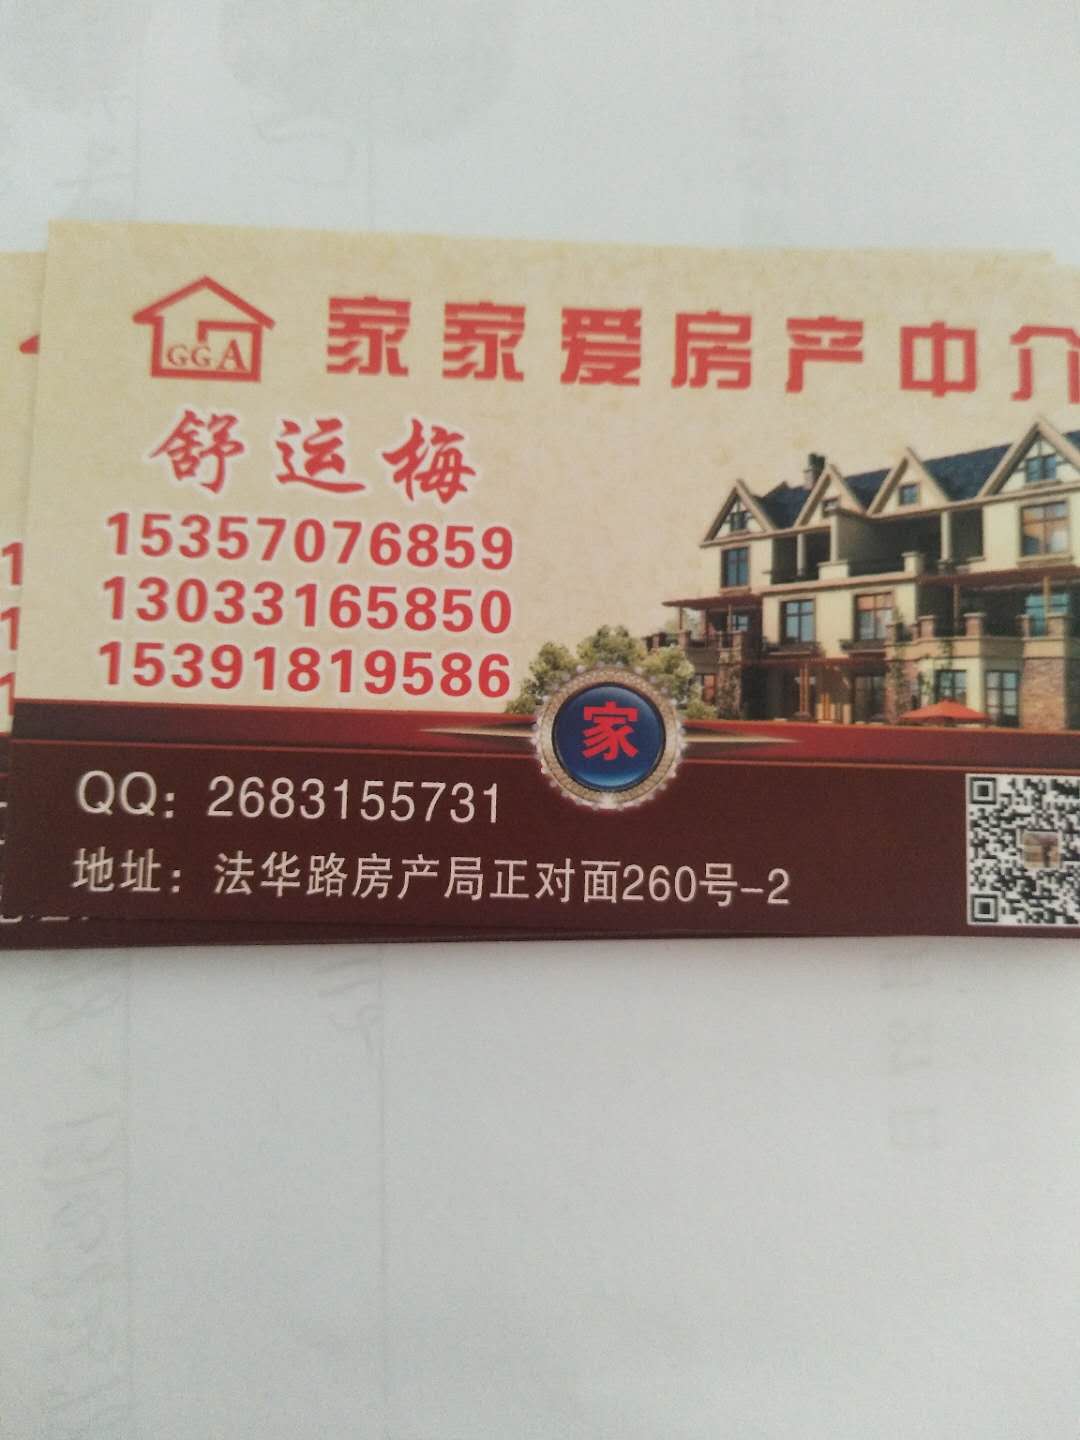 GGA 家家爱房产中介
舒运梅
15357076859
13033165850
15391819586
家
QQ：2683155731
地址：法华路房产局正对面260号-2